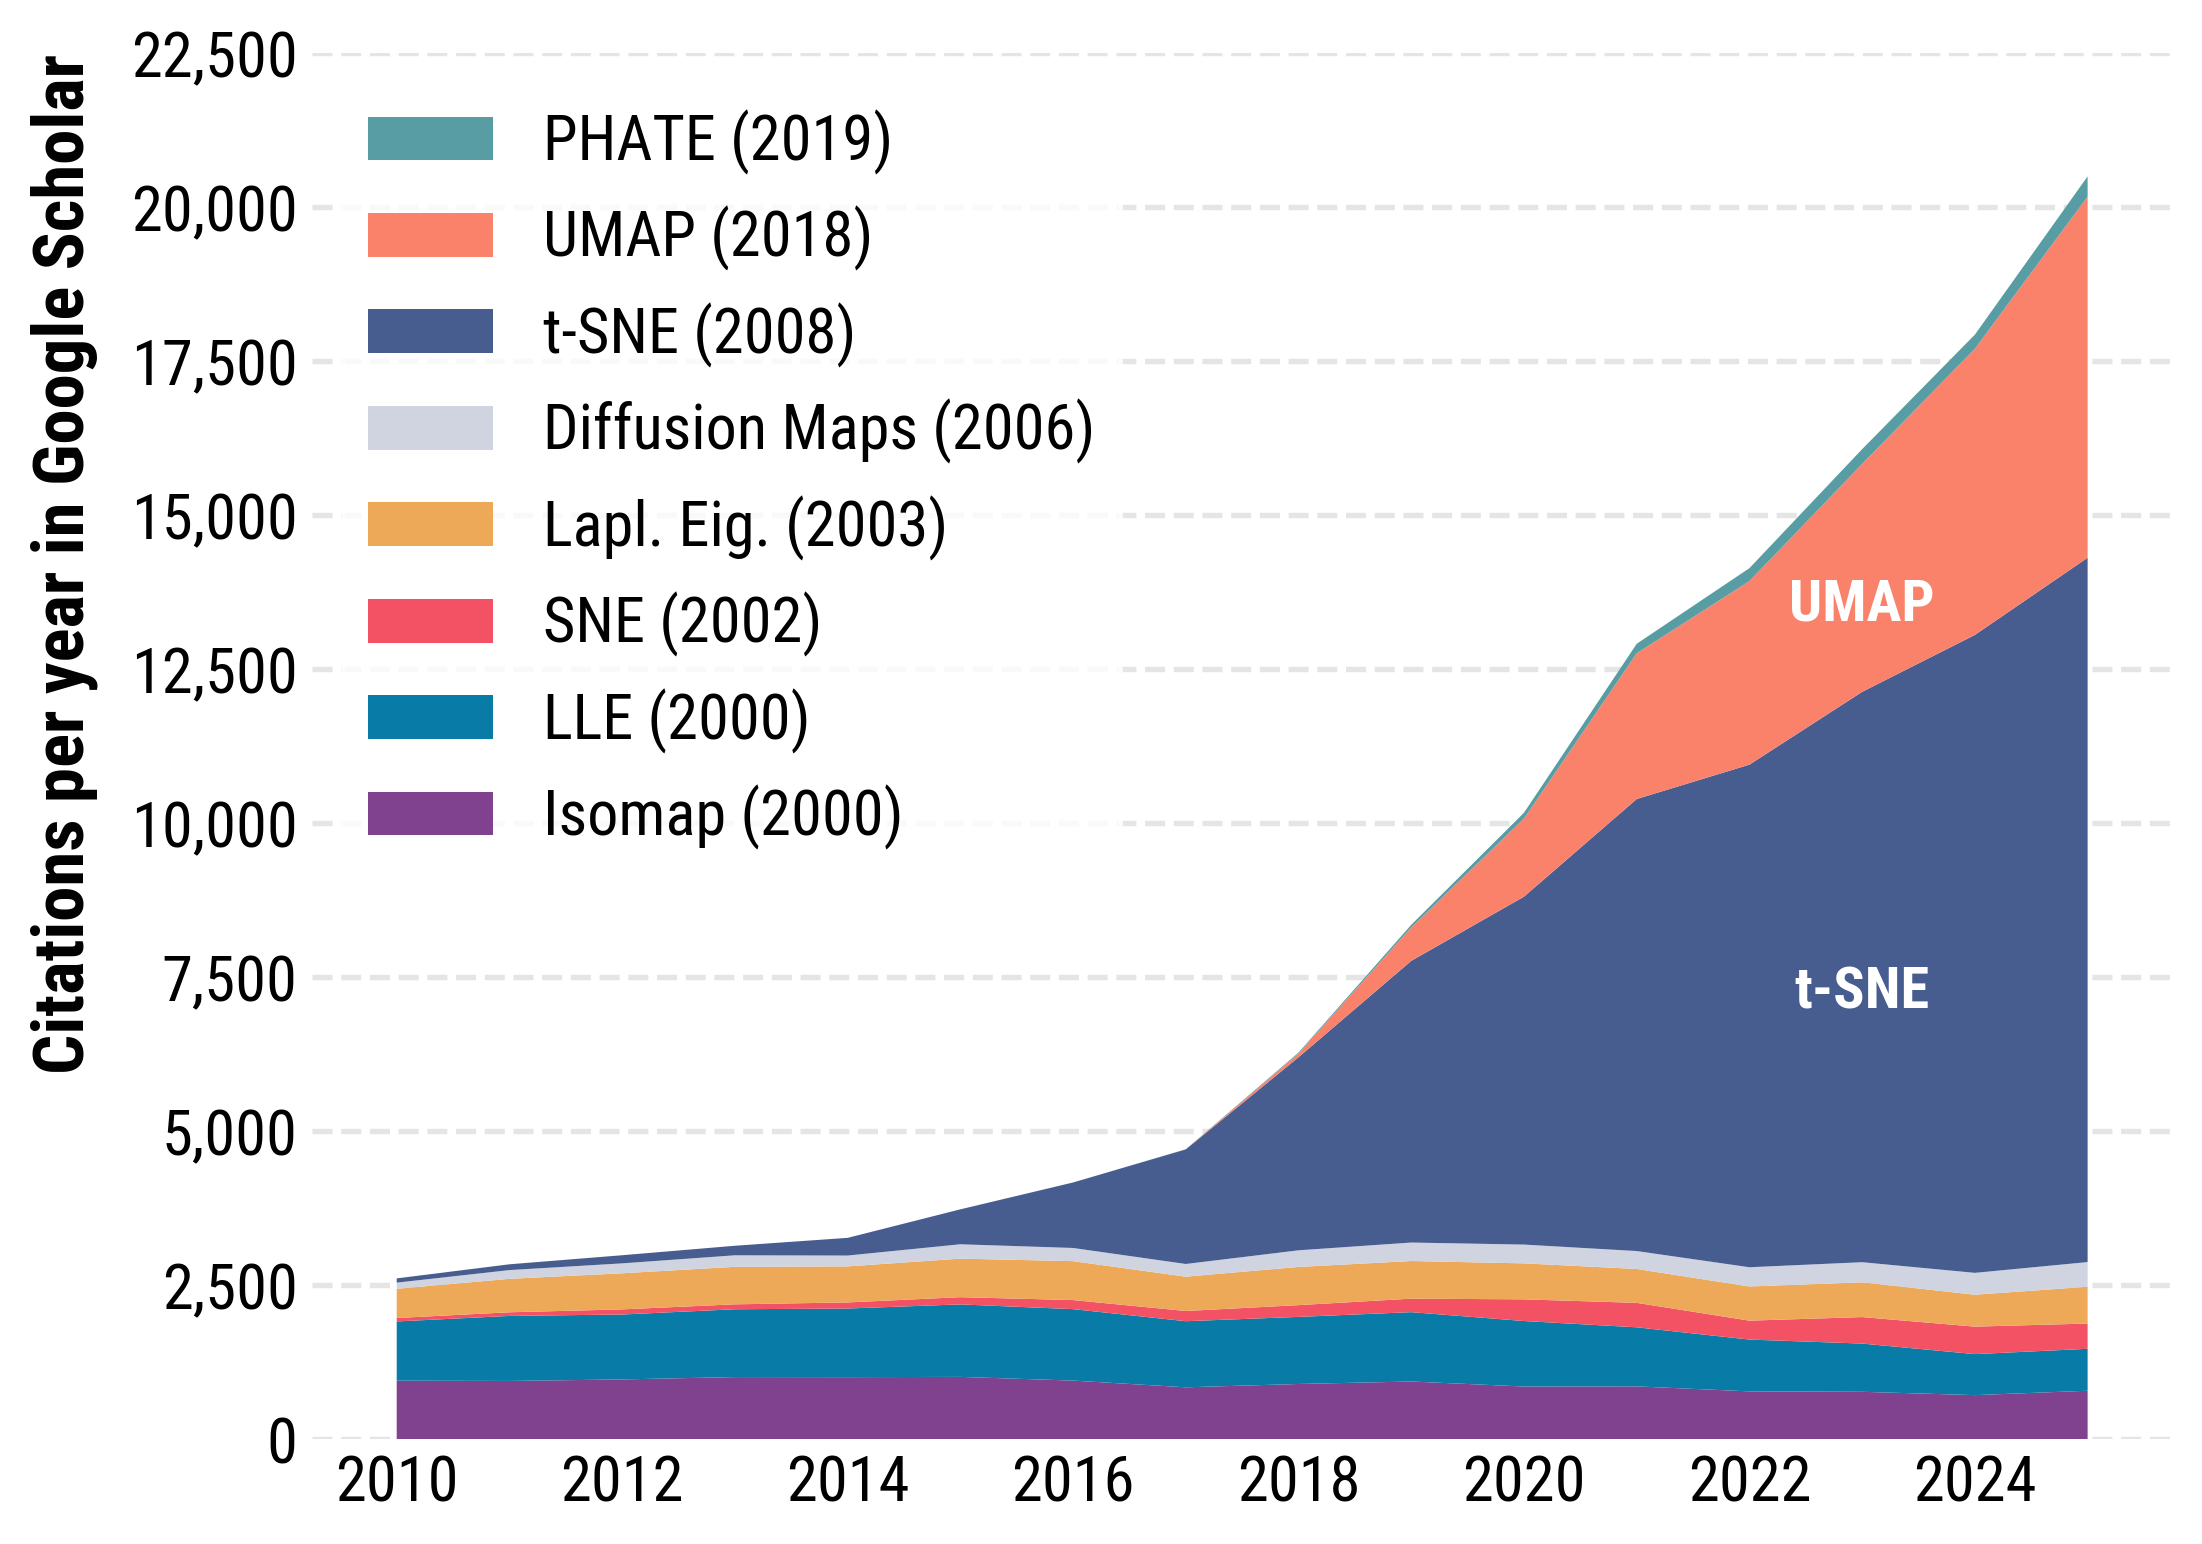 Citations per year in Google Scholar
22,500
20,000
17,500
15,000
12,500
10,000
7,500
5,000
2,500
0
PHATE (2019)
UMAP (2018)
t-SNE (2008)
Diffusion Maps (2006)
Lapl. Eig. (2003)
SNE (2002)
LLE (2000)
Isomap (2000)
UMAP
t-SNE
2010 2012 2014 2016 2018 2020 2022 2024